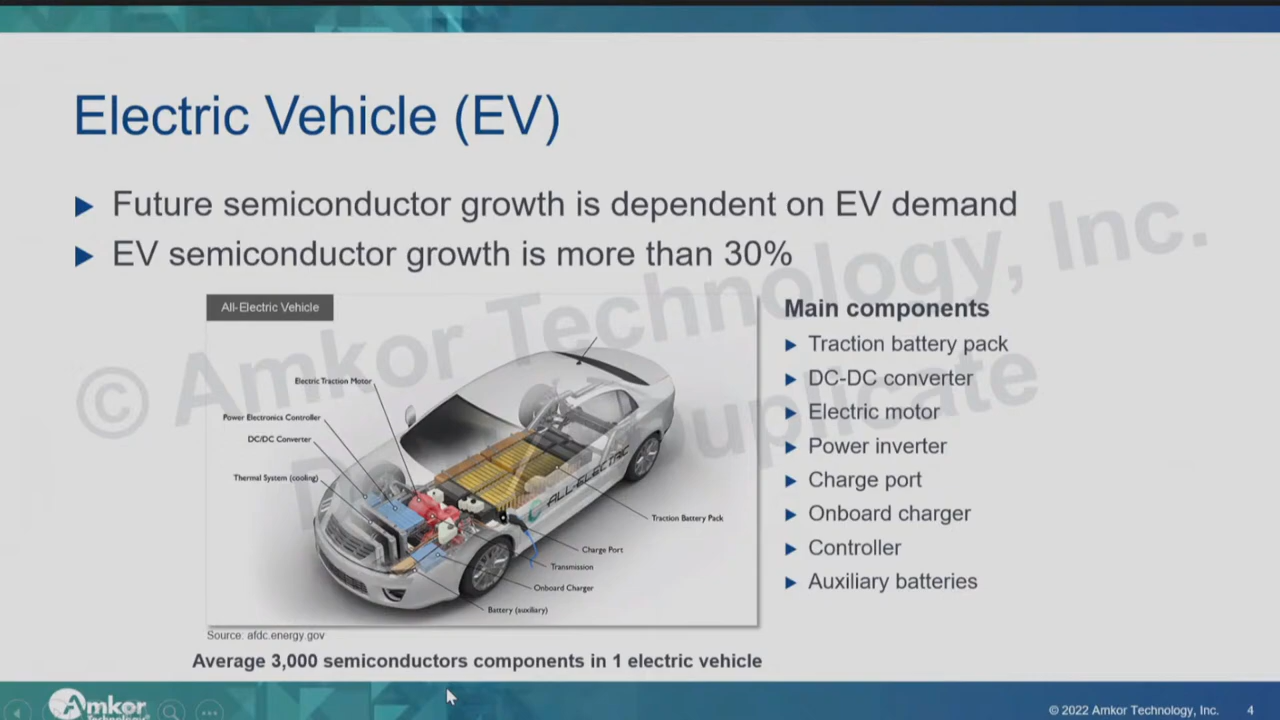 Electric Vehicle (EV)
Future semiconductor growth is dependent on EV demand
EV semiconductor growth is more than 30%
All-Electric Vehicle
Electric Traction Motor
Power Electronics Controller
DC/DC Converter
Thermal System (cooling)
ALL-ELECTRIC
Traction Battery Pack
Charge Port
Transmission
Onboard Charger
Battery (auxiliary)
Source: afdc.energy.gov
Average 3,000 semiconductors components in 1 electric vehicle
Main components
Traction battery pack
DC-DC converter
Electric motor
Power inverter
Charge port
Onboard charger
Controller
Auxiliary batteries
© Amkor Technology, Inc.
Amkor
Technology®
© 2022 Amkor Technology, Inc.
4